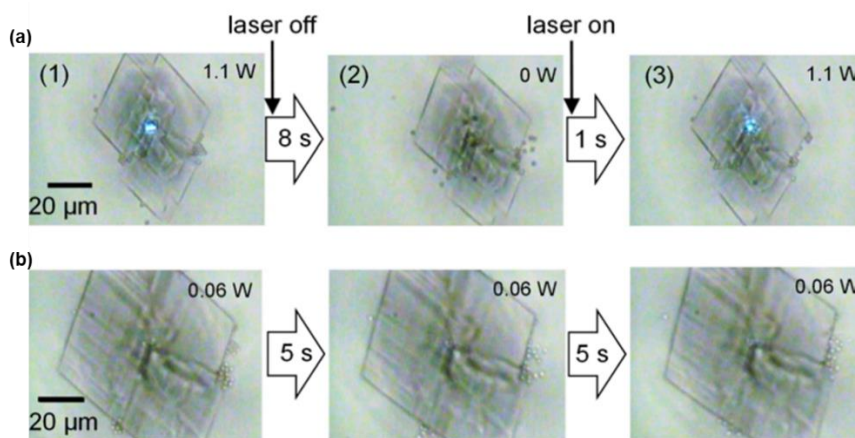 laser off
laser on
(a)
(1)
1.1 W
8 s
(2)
0 W
1 s
(3)
1.1 W
20 µm
(b)
0.06 W
5 s
0.06 W
5 s
0.06 W
20 µm